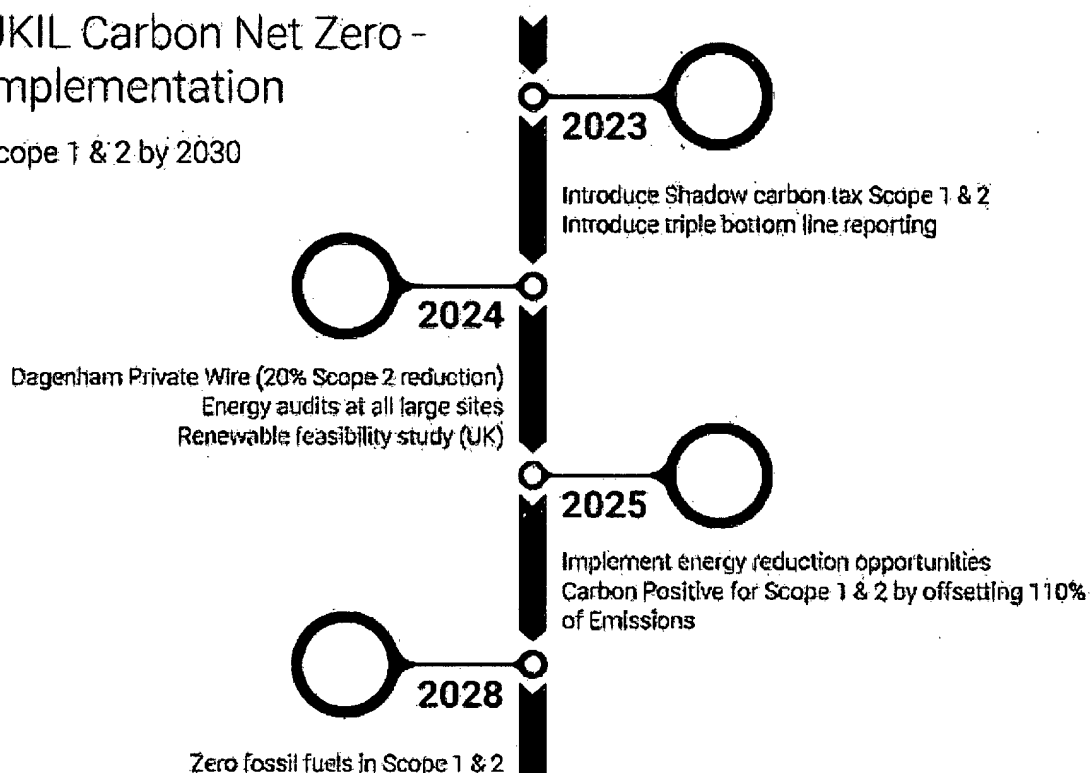 UKIL Carbon Net Zero -
Implementation
Scope 1 & 2 by 2030
2023
Introduce Shadow carbon tax Scope 1 & 2
Introduce triple bottom line reporting
2024
Dagenham Private Wire (20% Scope 2 reduction)
Energy audits at all large sites
Renewable feasibility study (UK)
2025
Implement energy reduction opportunities
Carbon Positive for Scope 1 & 2 by offsetting 110%
of Emissions
2028
Zero fossil fuels in Scope 1 & 2